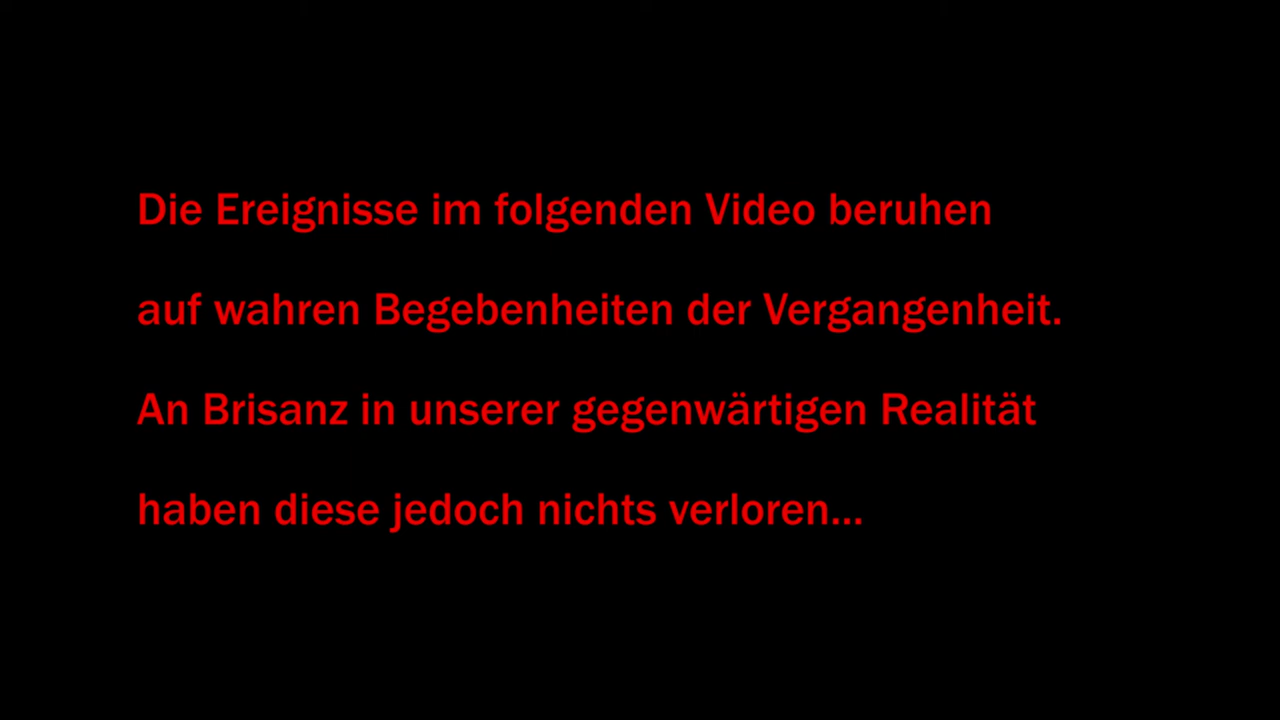 Die Ereignisse im folgenden Video beruhen
auf wahren Begebenheiten der Vergangenheit.
An Brisanz in unserer gegenwärtigen Realität
haben diese jedoch nichts verloren...